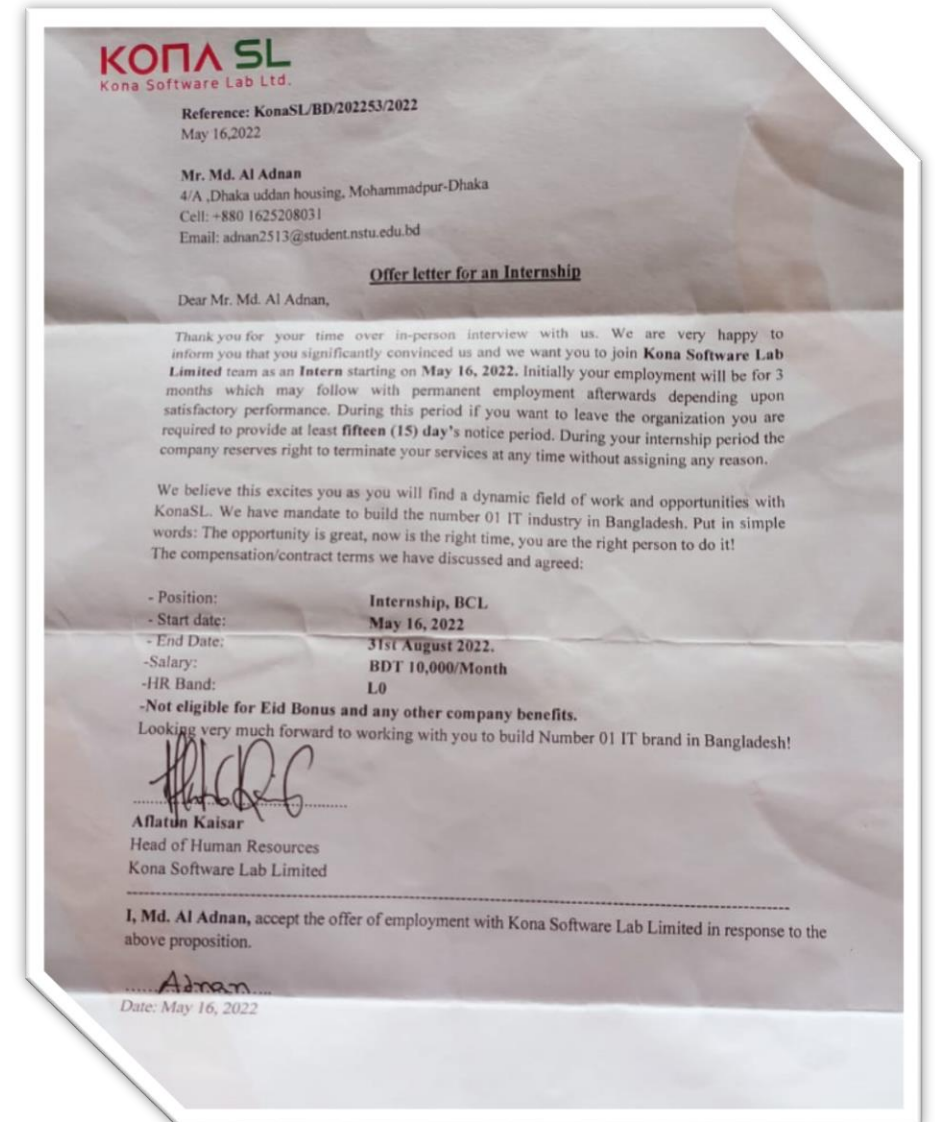 KONA SL
Kona Software Lab Ltd.
Reference: KonaSL/BD/202253/2022
May 16,2022
Mr. Md. Al Adnan
4/A ,Dhaka uddan housing, Mohammadpur-Dhaka
Cell: +880 1625208031
Email: adnan2513@student.nstu.edu.bd
Offer letter for an Internship
Dear Mr. Md. Al Adnan,
Thank you for your time over in-person interview with us. We are very happy to
inform you that you significantly convinced us and we want you to join Kona Software Lab
Limited team as an Intern starting on May 16, 2022. Initially your employment will be for 3
months which may follow with permanent employment afterwards depending upon
satisfactory performance. During this period if you want to leave the organization you are
required to provide at least fifteen (15) day's notice period. During your internship period the
company reserves right to terminate your services at any time without assigning any reason.
We believe this excites you as you will find a dynamic field of work and opportunities with
KonaSL. We have mandate to build the number 01 IT industry in Bangladesh. Put in simple
words: The opportunity is great, now is the right time, you are the right person to do it!
The compensation/contract terms we have discussed and agreed:
- Position: Internship, BCL
- Start date: May 16, 2022
- End Date: 31st August 2022.
-Salary: BDT 10,000/Month
-HR Band: L0
-Not eligible for Eid Bonus and any other company benefits.
Looking very much forward to working with you to build Number 01 IT brand in Bangladesh!
Aflatun Kaisar
Head of Human Resources
Kona Software Lab Limited
I, Md. Al Adnan, accept the offer of employment with Kona Software Lab Limited in response to the
above proposition.
Adnan
Date: May 16, 2022